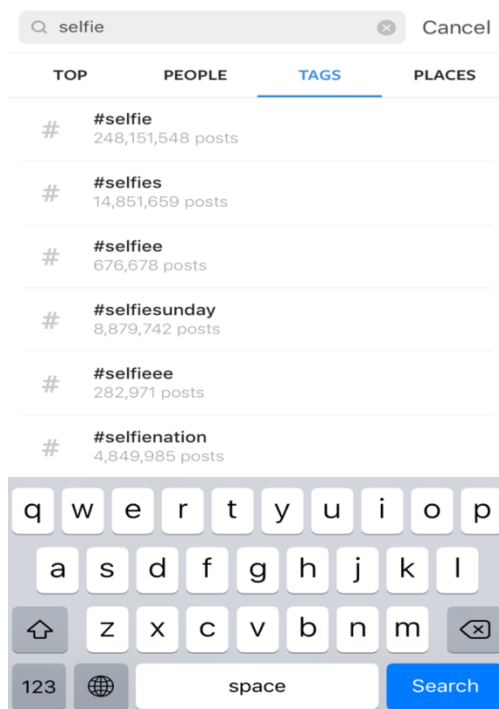 selfie Cancel
TOP PEOPLE TAGS PLACES
# #selfie
248,151,548 posts
# #selfies
14,851,659 posts
# #selfiee
676,678 posts
# #selfiesunday
8,879,742 posts
# #selfieee
282,971 posts
# #selfienation
4,849,985 posts
q w e r t y u i o p
a s d f g h j k l
z x c v b n m
123 space Search